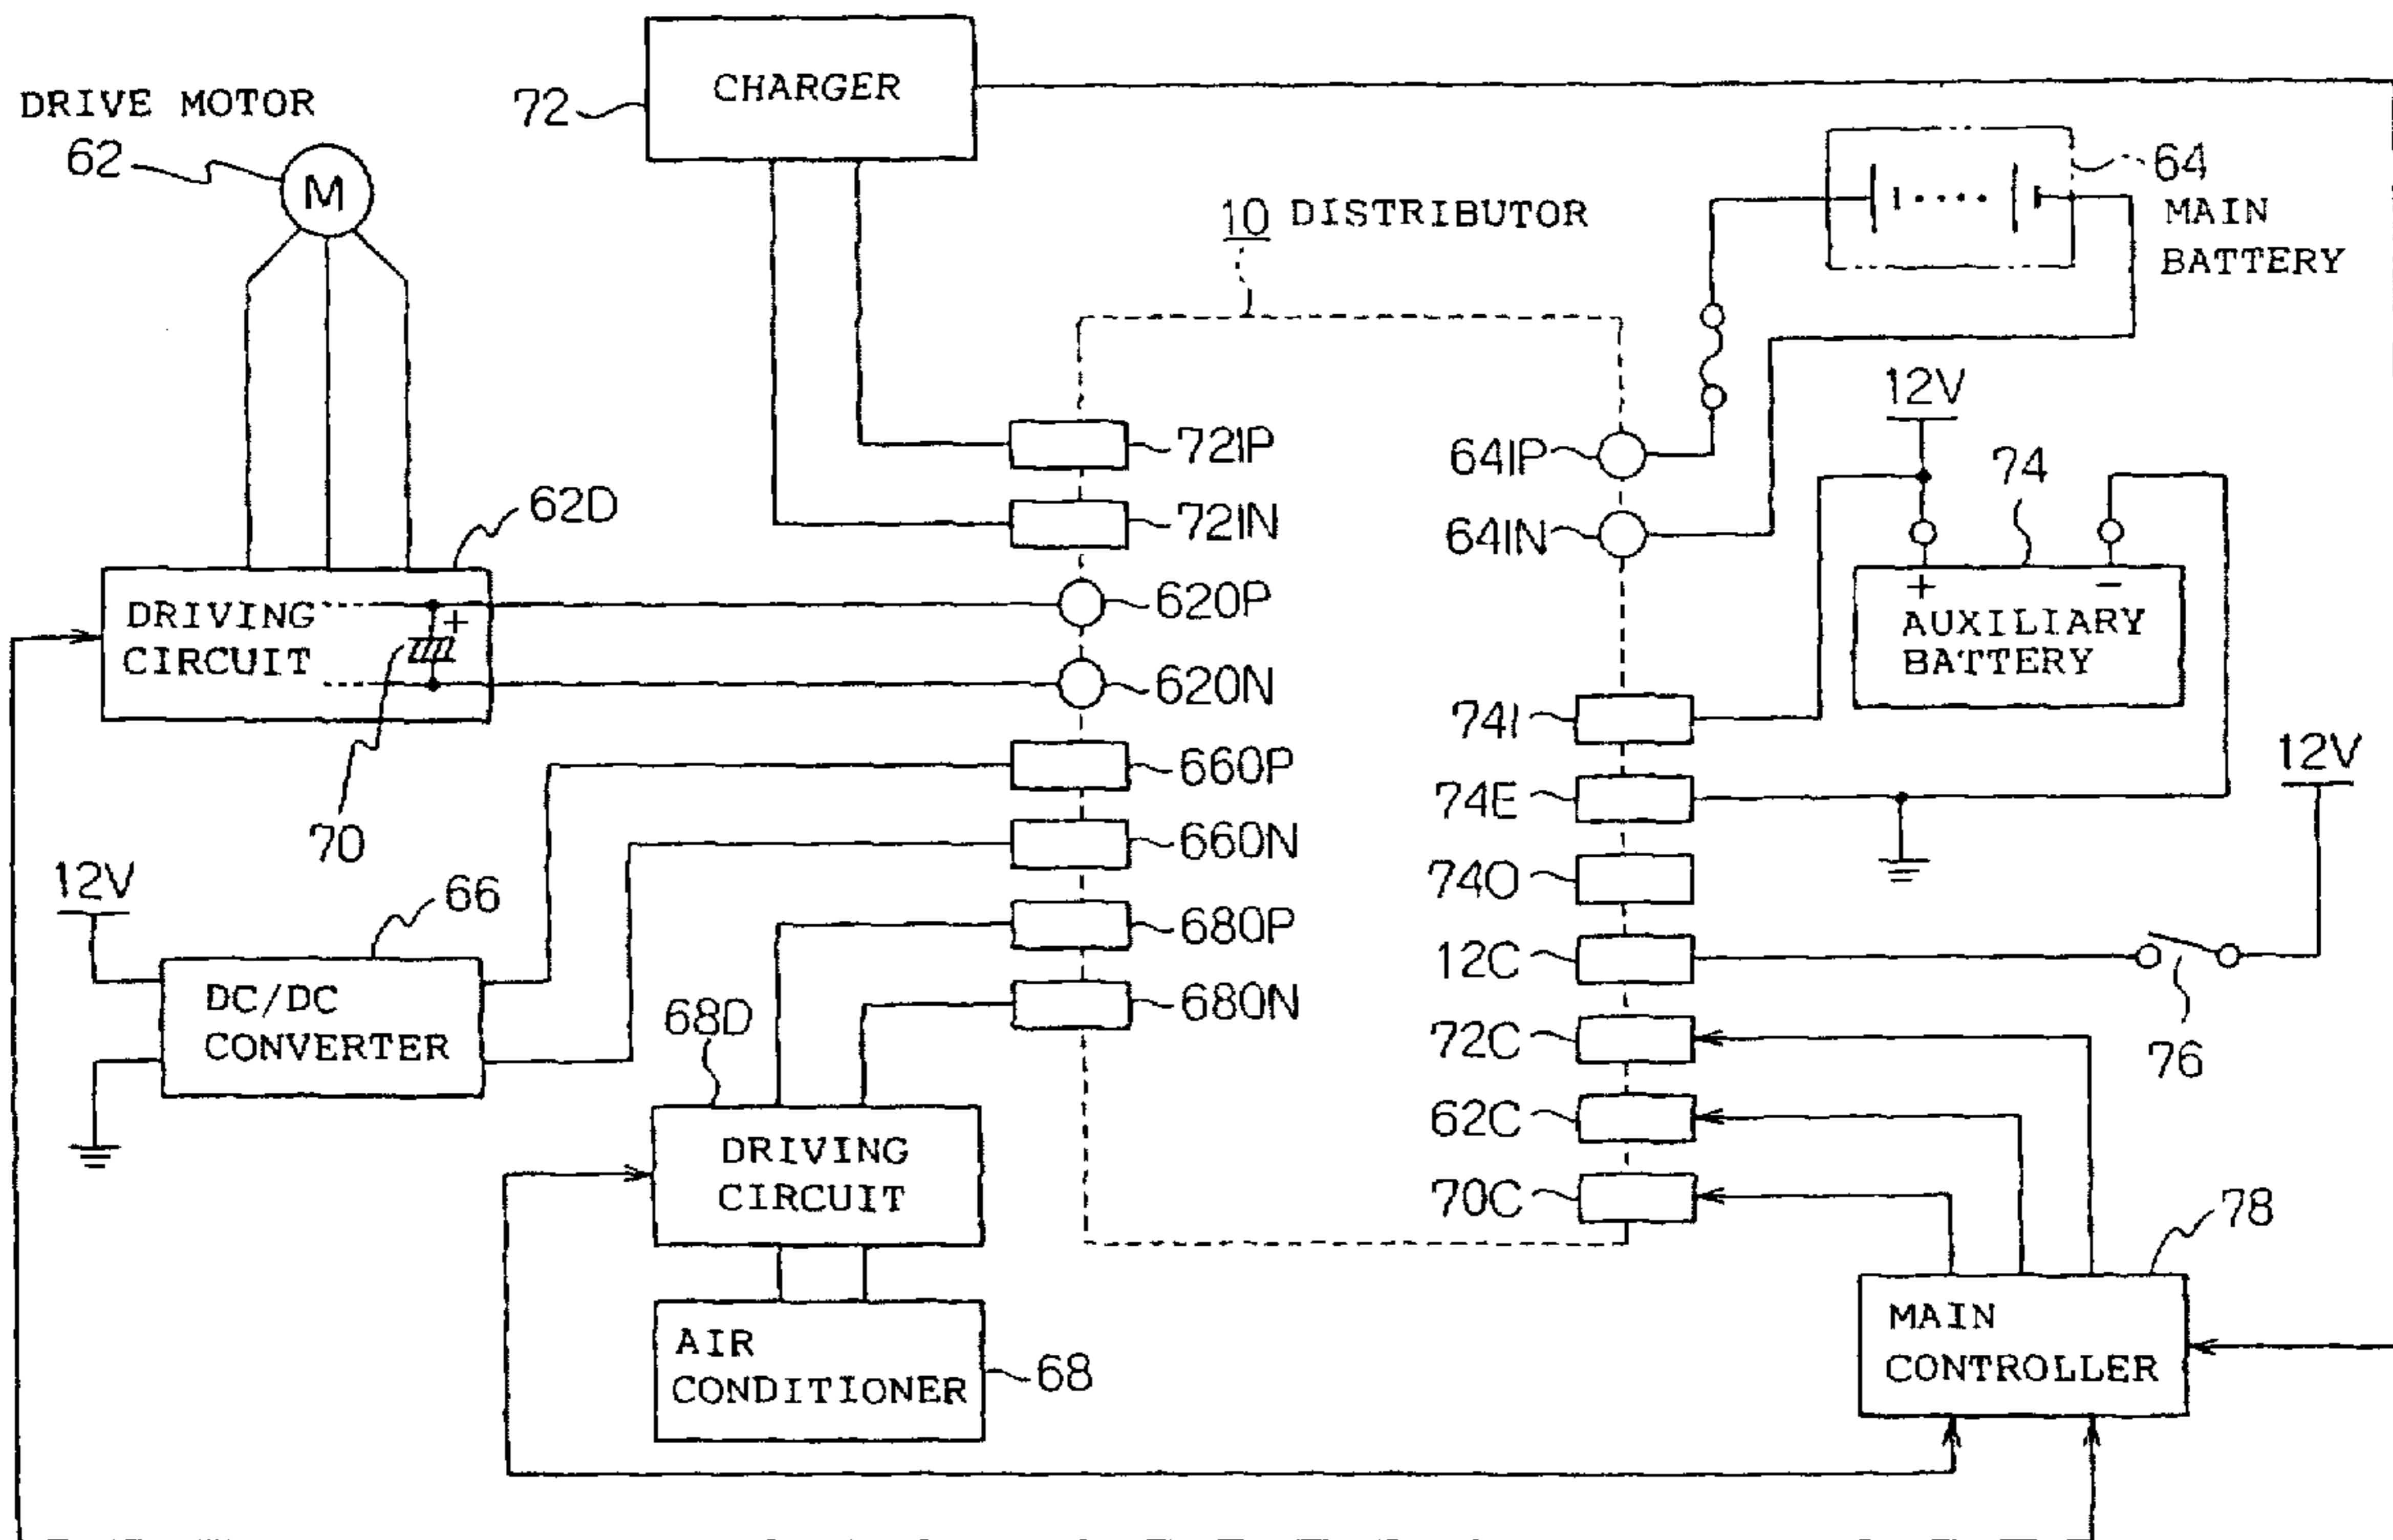 CHARGER
72
DRIVE MOTOR
62
M
10 DISTRIBUTOR
64
MAIN
BATTERY
12V
721P
721N
641P
641N
74
+ −
AUXILIARY
BATTERY
62D
DRIVING
CIRCUIT
+
70
620P
620N
660P
660N
680P
680N
741
74E
740
12C
72C
62C
70C
12V
76
12V
66
DC/DC
CONVERTER
68D
DRIVING
CIRCUIT
AIR
CONDITIONER
68
78
MAIN
CONTROLLER